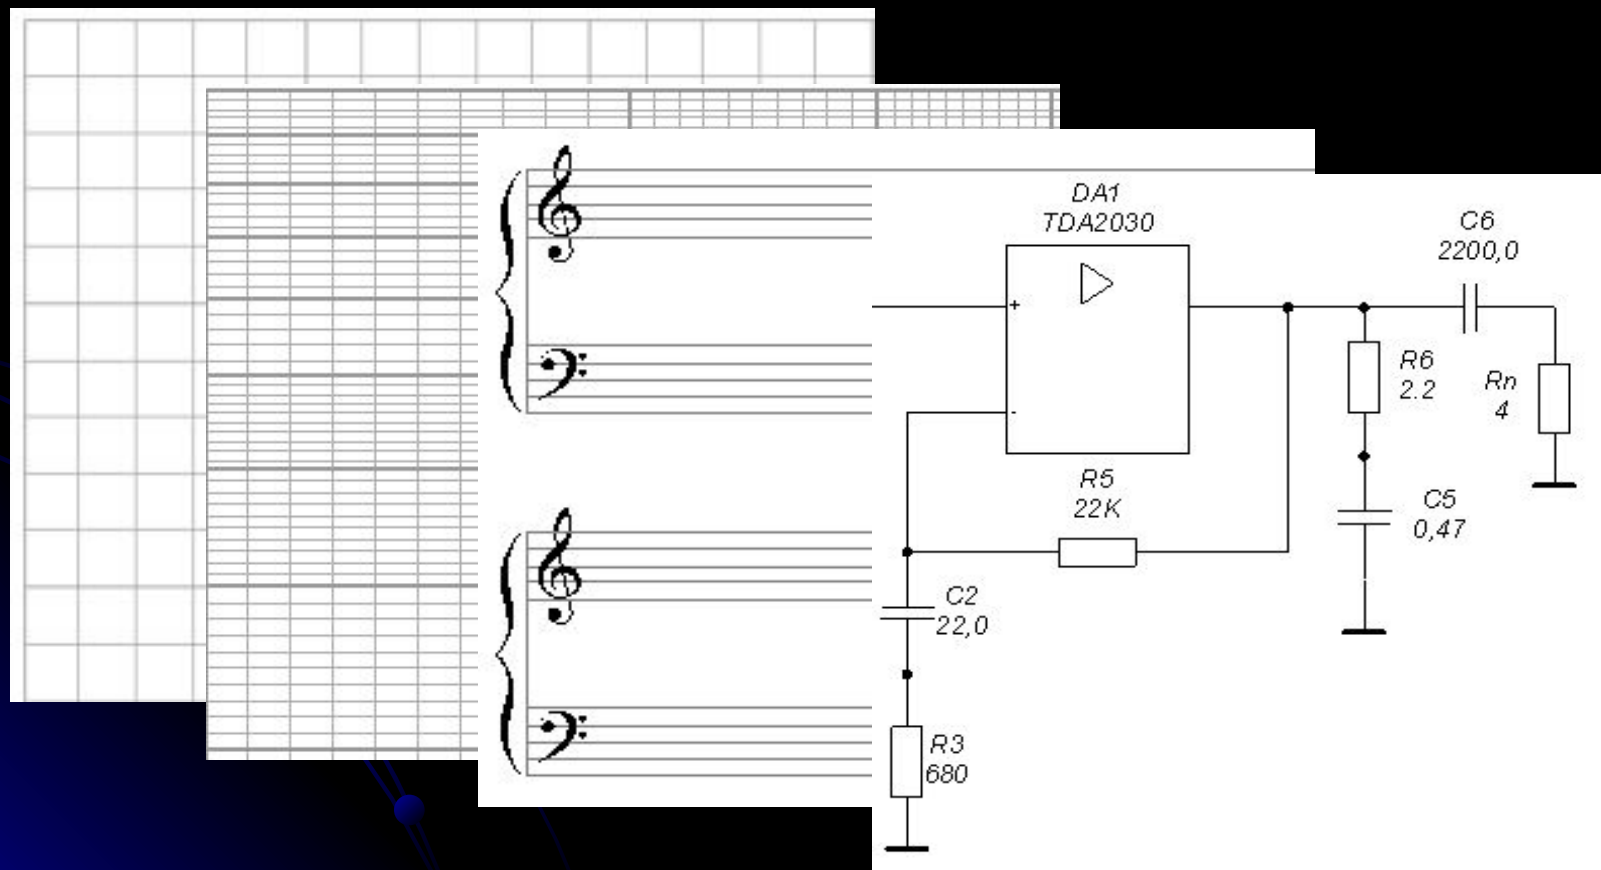 DA1
TDA2030
C6
2200,0
+
R6
2.2
Rn
4
-
R5
22K
C5
0,47
C2
22,0
R3
680